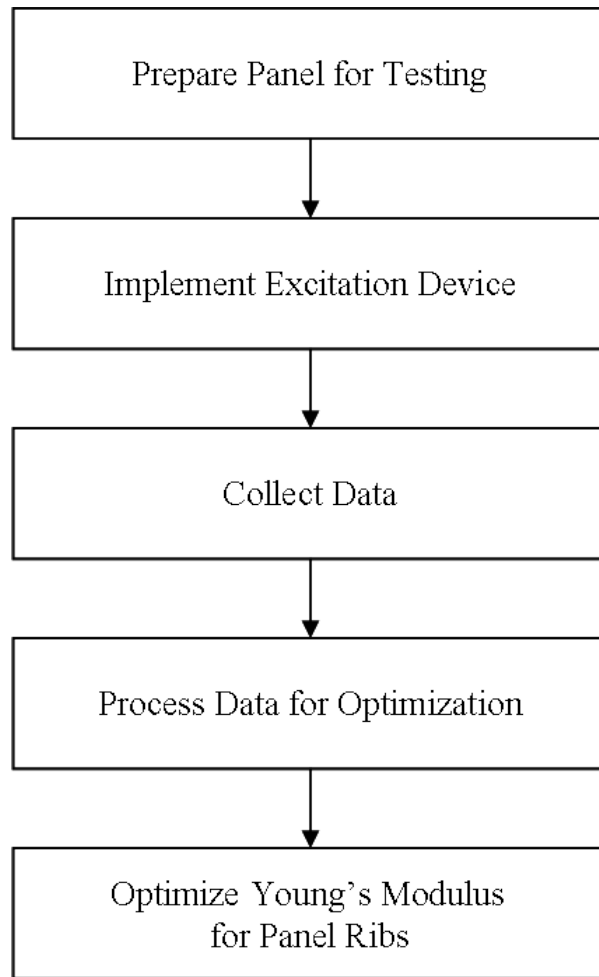 Prepare Panel for Testing
Implement Excitation Device
Collect Data
Process Data for Optimization
Optimize Young’s Modulus
for Panel Ribs